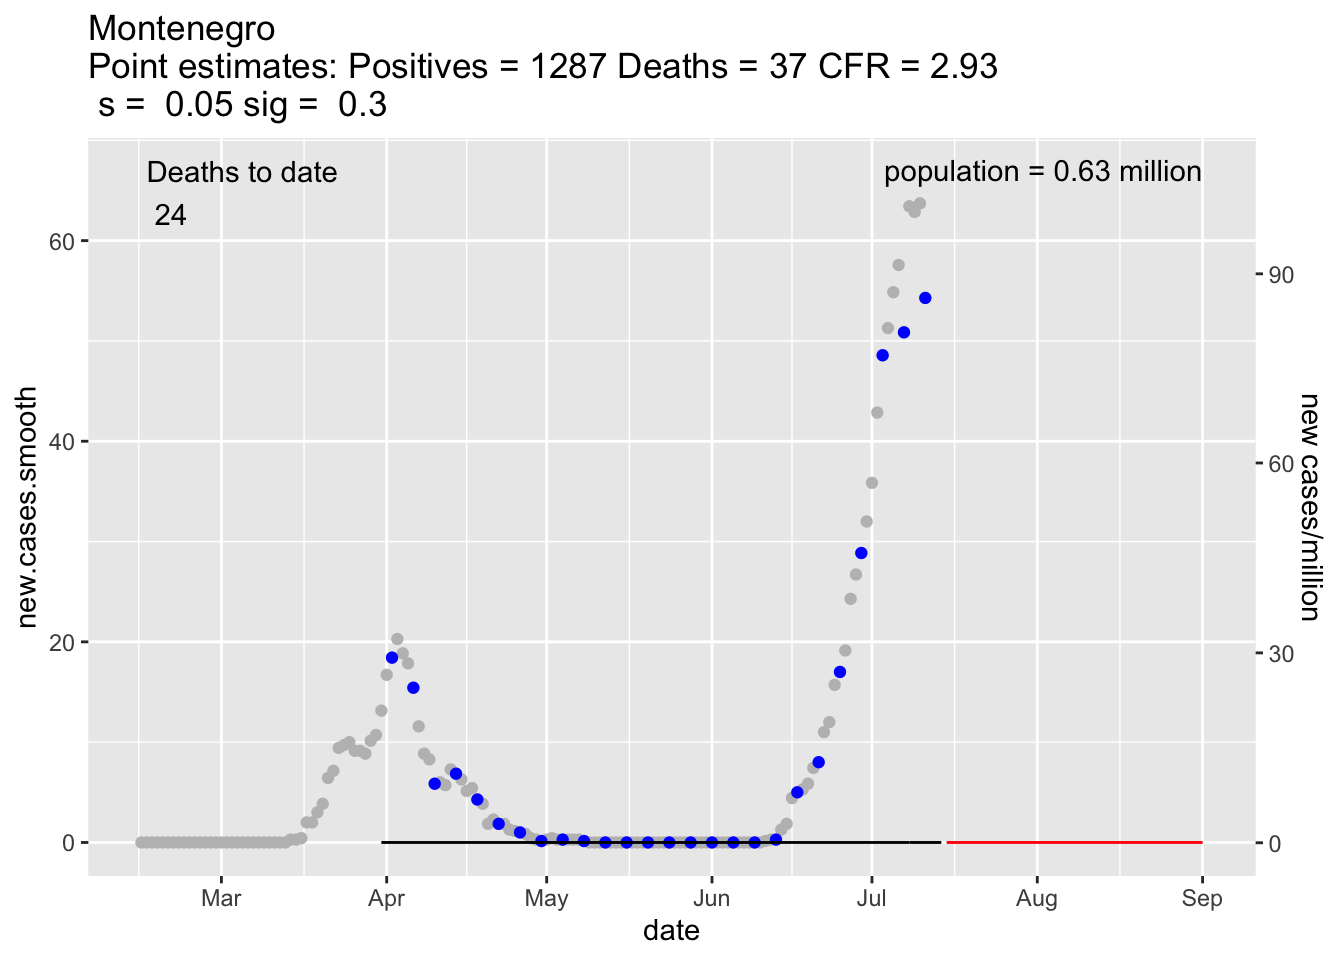 Montenegro
Point estimates: Positives = 1287 Deaths = 37 CFR = 2.93
s =  0.05 sig =  0.3
Deaths to date
24
population = 0.63 million
new.cases.smooth
60
40
20
0
90
60
30
0
new cases/million
Mar Apr May Jun Jul Aug Sep
date